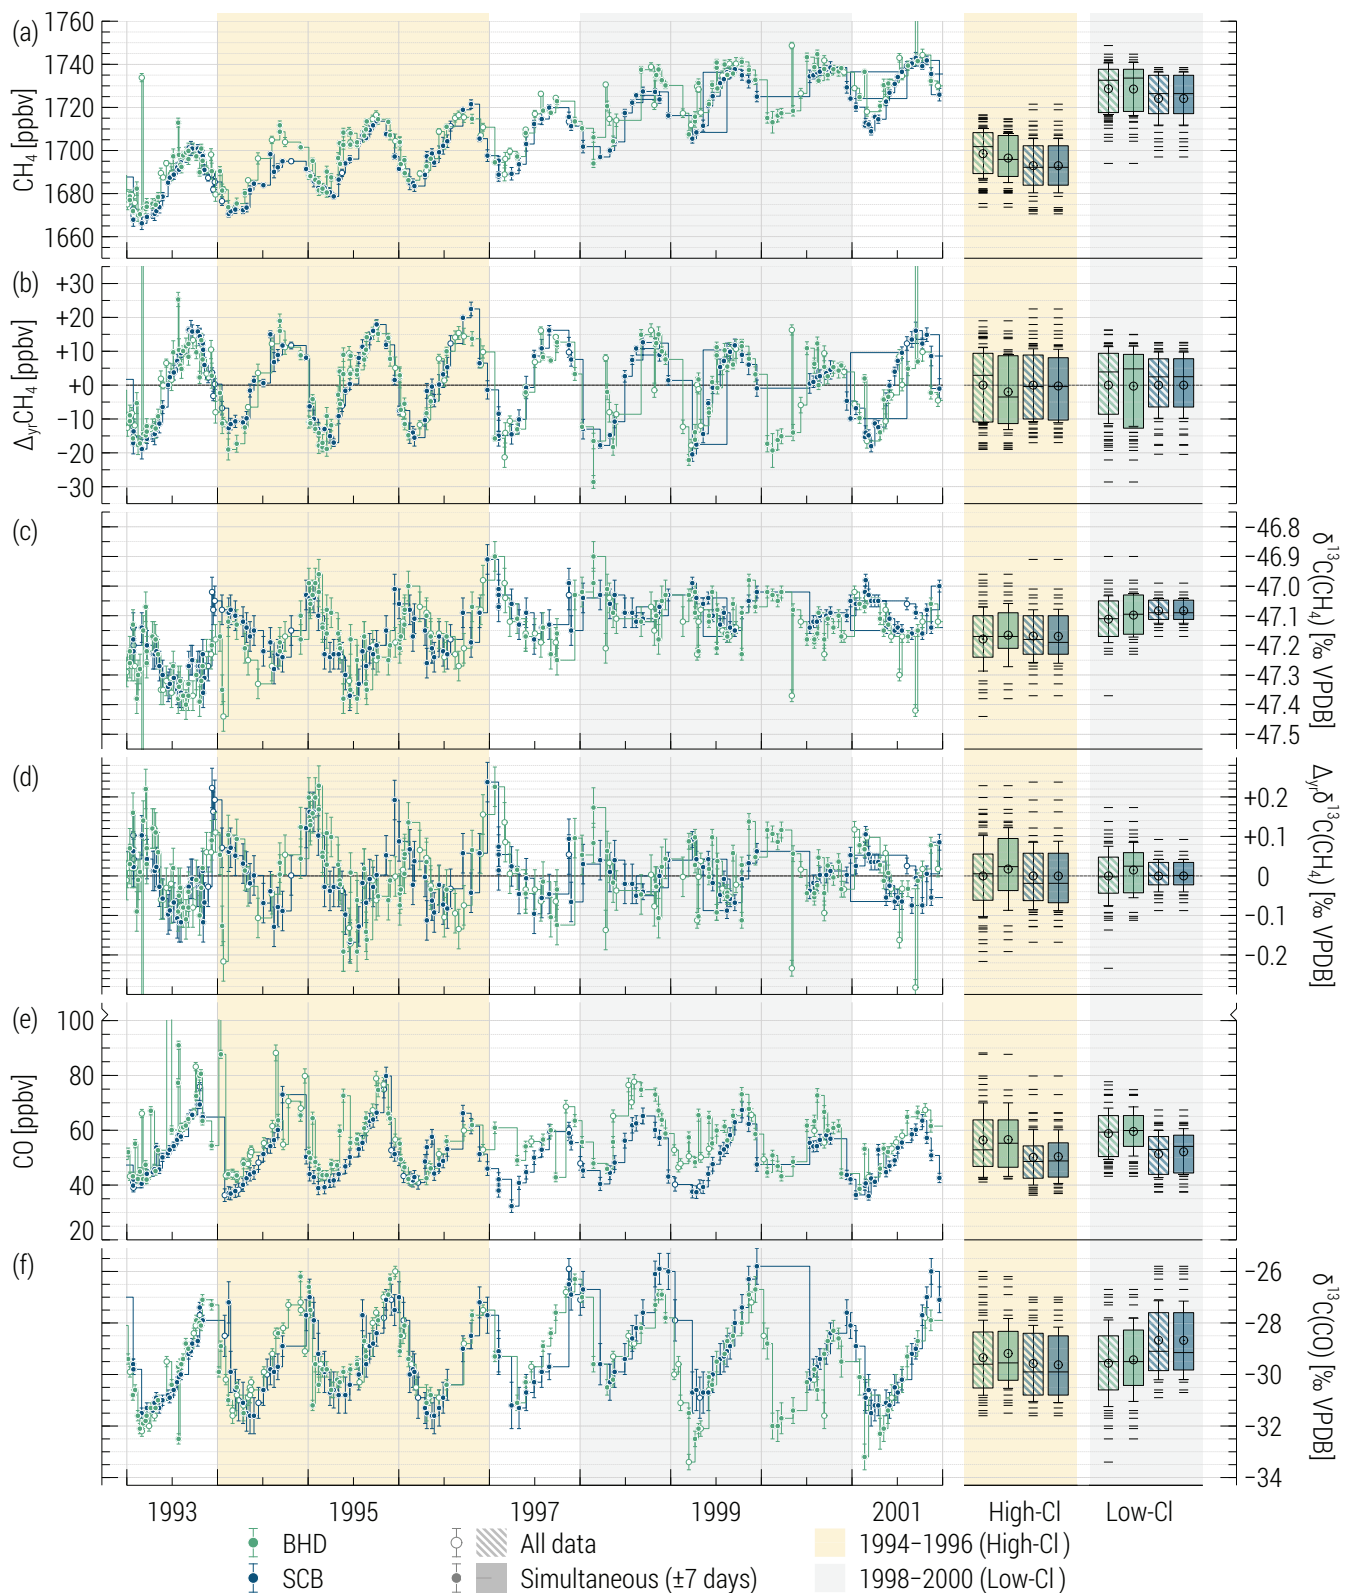 (a)
CH₄ [ppbv]
1760
1740
1720
1700
1680
1660
(b)
ΔyrCH₄ [ppbv]
+30
+20
+10
+0
−10
−20
−30
(c)
δ¹³C(CH₄) [‰ VPDB]
−46.8
−46.9
−47.0
−47.1
−47.2
−47.3
−47.4
−47.5
(d)
Δyrδ¹³C(CH₄) [‰ VPDB]
+0.2
+0.1
0
−0.1
−0.2
(e)
CO [ppbv]
100
80
60
40
20
(f)
δ¹³C(CO) [‰ VPDB]
−26
−28
−30
−32
−34
1993 1995 1997 1999 2001 High-Cl Low-Cl
BHD All data 1994–1996 (High-Cl)
SCB Simultaneous (±7 days) 1998–2000 (Low-Cl)